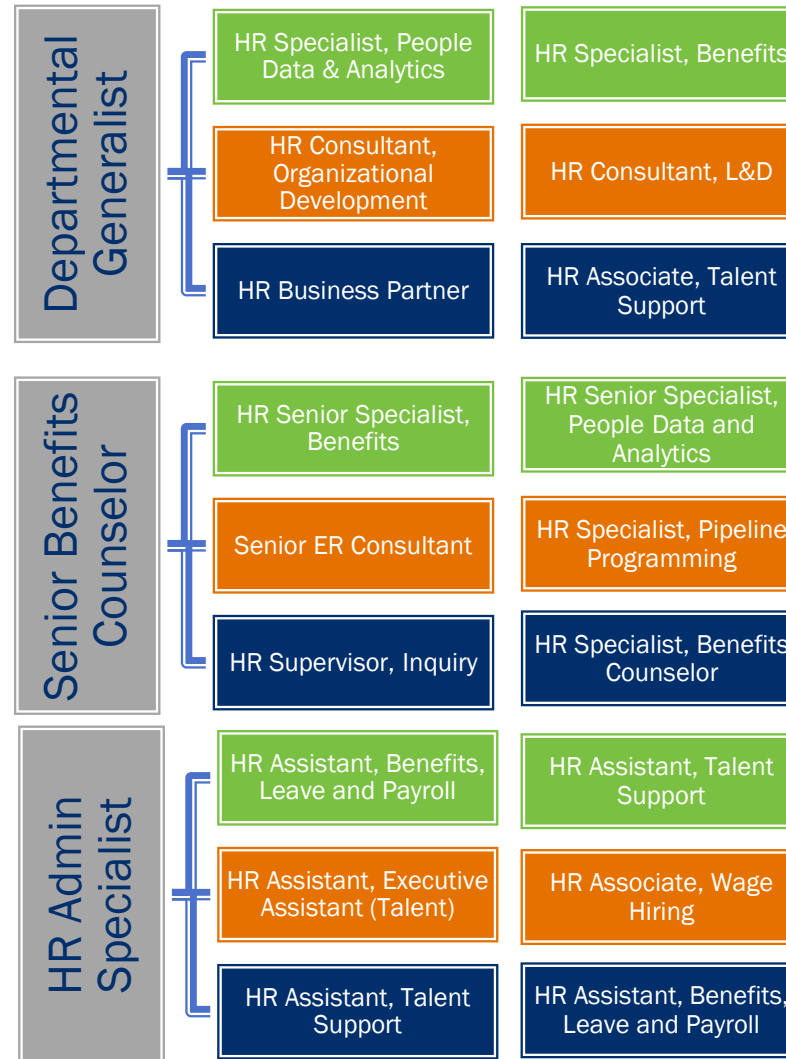 Departmental
Generalist
HR Specialist, People
Data & Analytics
HR Specialist, Benefits
HR Consultant,
Organizational
Development
HR Consultant, L&D
HR Business Partner
HR Associate, Talent
Support
Senior Benefits
Counselor
HR Senior Specialist,
Benefits
HR Senior Specialist,
People Data and
Analytics
Senior ER Consultant
HR Specialist, Pipeline
Programming
HR Supervisor, Inquiry
HR Specialist, Benefits
Counselor
HR Admin
Specialist
HR Assistant, Benefits,
Leave and Payroll
HR Assistant, Talent
Support
HR Assistant, Executive
Assistant (Talent)
HR Associate, Wage
Hiring
HR Assistant, Talent
Support
HR Assistant, Benefits,
Leave and Payroll